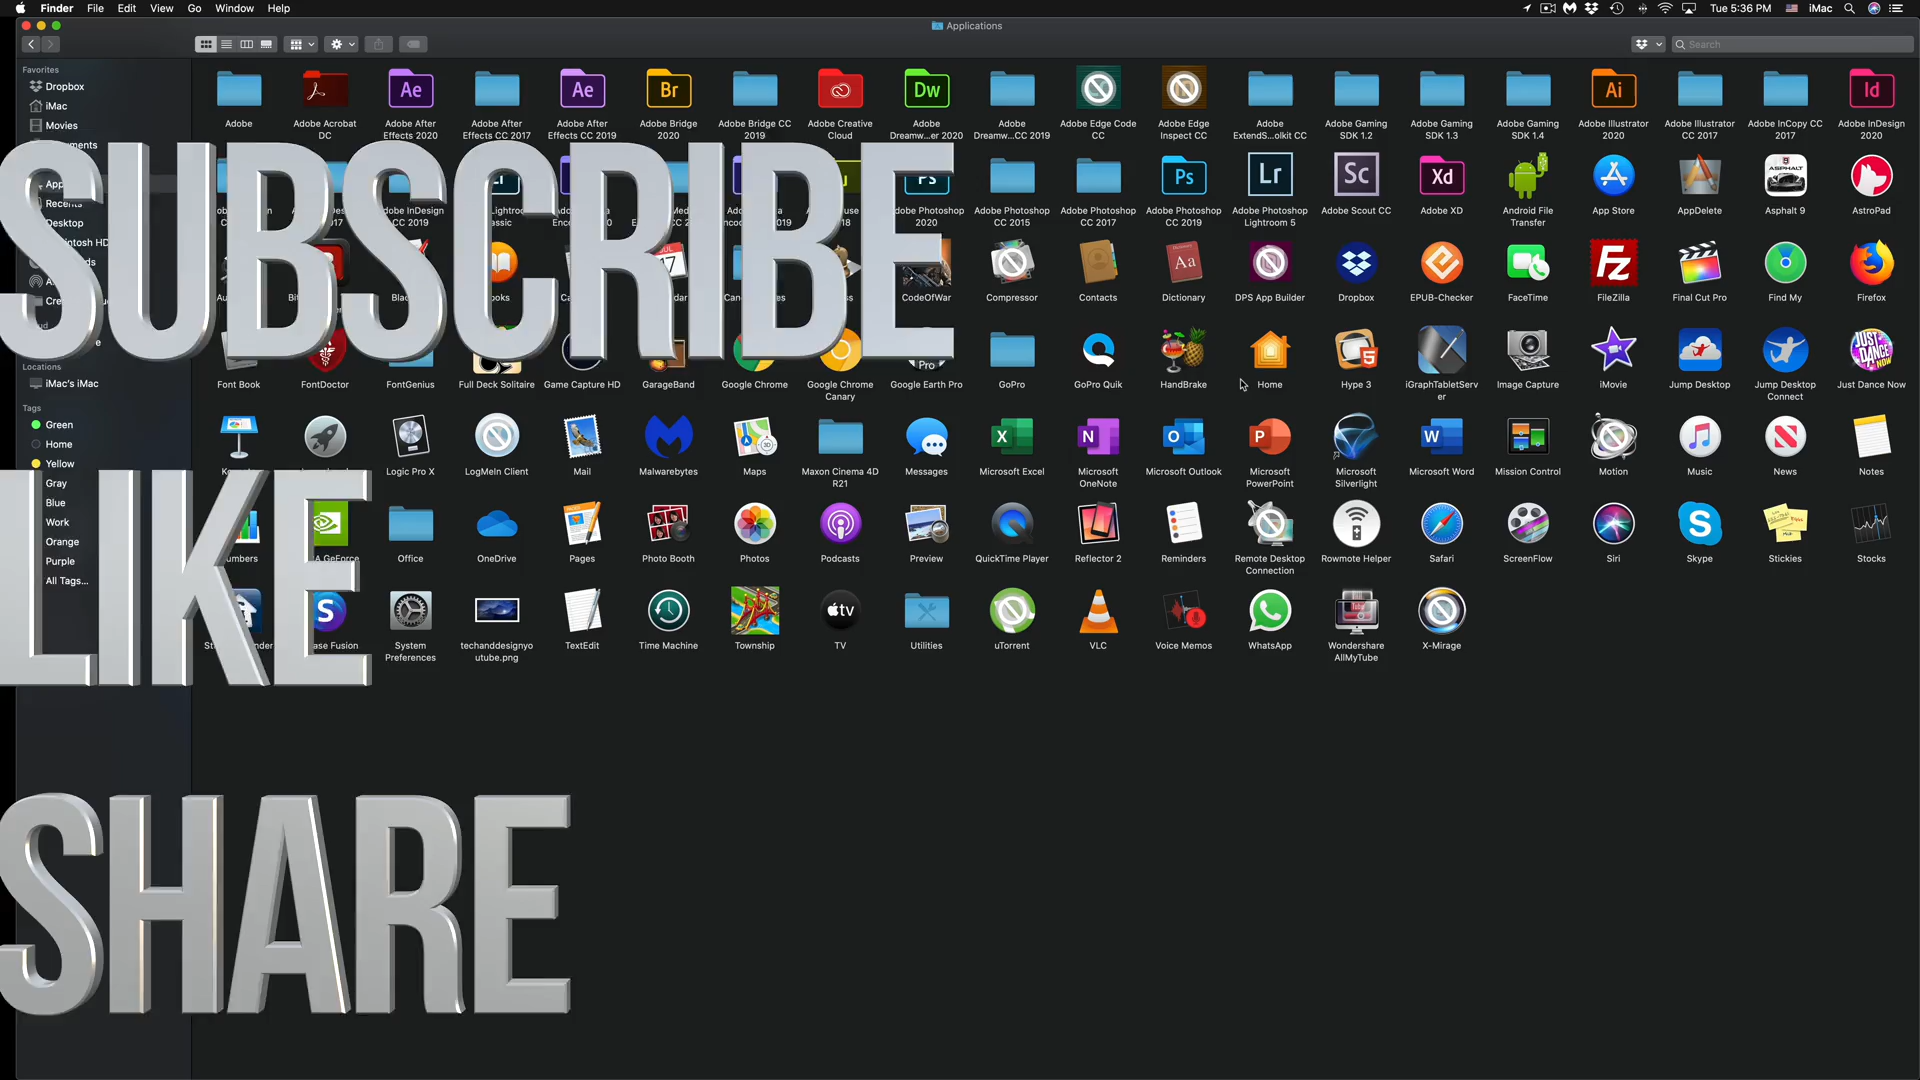 Finder File Edit View Go Window Help
Tue 5:36 PM iMac
Applications
Search
Favorites
Dropbox
iMac
Movies
Recents
Desktop
Locations
iMac's iMac
Tags
Green
Home
Yellow
Gray
Blue
Work
Orange
Purple
All Tags...
SUBSCRIBE
LIKE
SHARE
Adobe
Adobe Acrobat DC
Adobe After Effects 2020
Adobe After Effects CC 2017
Adobe After Effects CC 2019
Adobe Bridge 2020
Adobe Bridge CC 2019
Adobe Creative Cloud
Adobe Dreamw...er 2020
Adobe Dreamw...CC 2019
Adobe Edge Code CC
Adobe Edge Inspect CC
Adobe ExtendS...olkit CC
Adobe Gaming SDK 1.2
Adobe Gaming SDK 1.3
Adobe Gaming SDK 1.4
Adobe Illustrator 2020
Adobe Illustrator CC 2017
Adobe InCopy CC 2017
Adobe InDesign 2020
Adobe Photoshop CC 2015
Adobe Photoshop CC 2017
Adobe Photoshop CC 2019
Adobe Photoshop Lightroom 5
Adobe Scout CC
Adobe XD
Android File Transfer
App Store
AppDelete
Asphalt 9
AstroPad
CodeOfWar
Compressor
Contacts
Dictionary
DPS App Builder
Dropbox
EPUB-Checker
FaceTime
FileZilla
Final Cut Pro
Find My
Firefox
Font Book
FontDoctor
FontGenius
Full Deck Solitaire
Game Capture HD
GarageBand
Google Chrome
Google Chrome Canary
Google Earth Pro
GoPro
GoPro Quik
HandBrake
Home
Hype 3
iGraphTabletServer
Image Capture
iMovie
Jump Desktop
Jump Desktop Connect
Just Dance Now
Logic Pro X
LogMeIn Client
Mail
Malwarebytes
Maps
Maxon Cinema 4D R21
Messages
Microsoft Excel
Microsoft OneNote
Microsoft Outlook
Microsoft PowerPoint
Microsoft Silverlight
Microsoft Word
Mission Control
Motion
Music
News
Notes
Office
OneDrive
Pages
Photo Booth
Photos
Podcasts
Preview
QuickTime Player
Reflector 2
Reminders
Remote Desktop Connection
Rowmote Helper
Safari
ScreenFlow
Siri
Skype
Stickies
Stocks
System Preferences
techanddesignyoutube.png
TextEdit
Time Machine
Township
TV
Utilities
uTorrent
VLC
Voice Memos
WhatsApp
Wondershare AllMyTube
X-Mirage